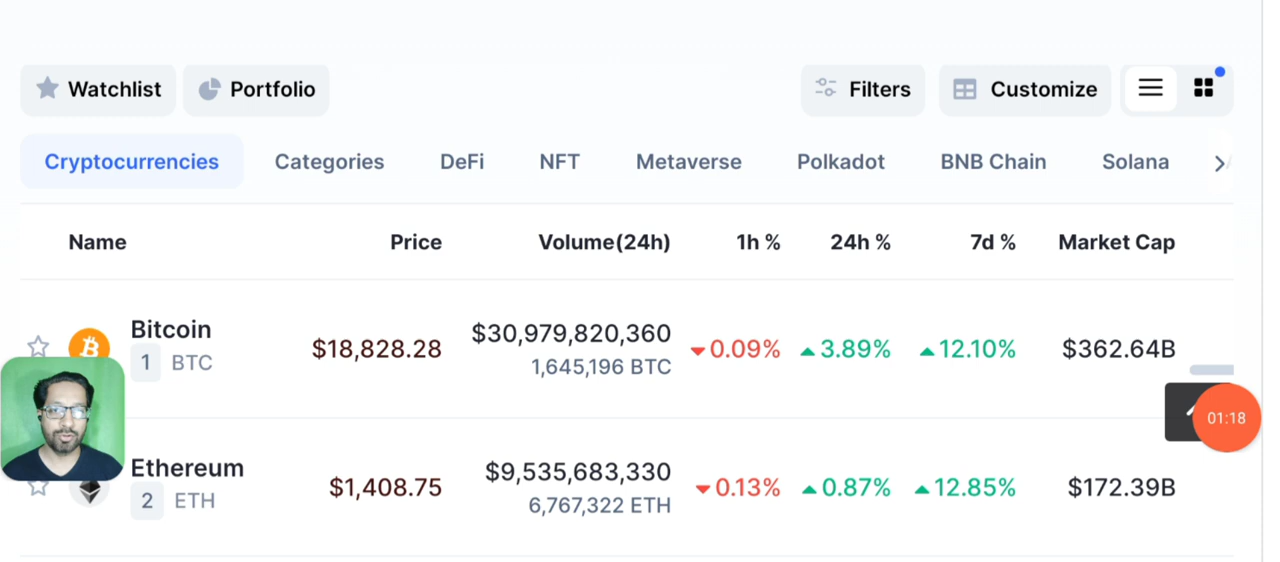 Watchlist Portfolio Filters Customize
Cryptocurrencies Categories DeFi NFT Metaverse Polkadot BNB Chain Solana
Name Price Volume(24h) 1h % 24h % 7d % Market Cap
Bitcoin
1 BTC
$18,828.28
$30,979,820,360
1,645,196 BTC
0.09% 3.89% 12.10% $362.64B
01:18
Ethereum
2 ETH
$1,408.75
$9,535,683,330
6,767,322 ETH
0.13% 0.87% 12.85% $172.39B